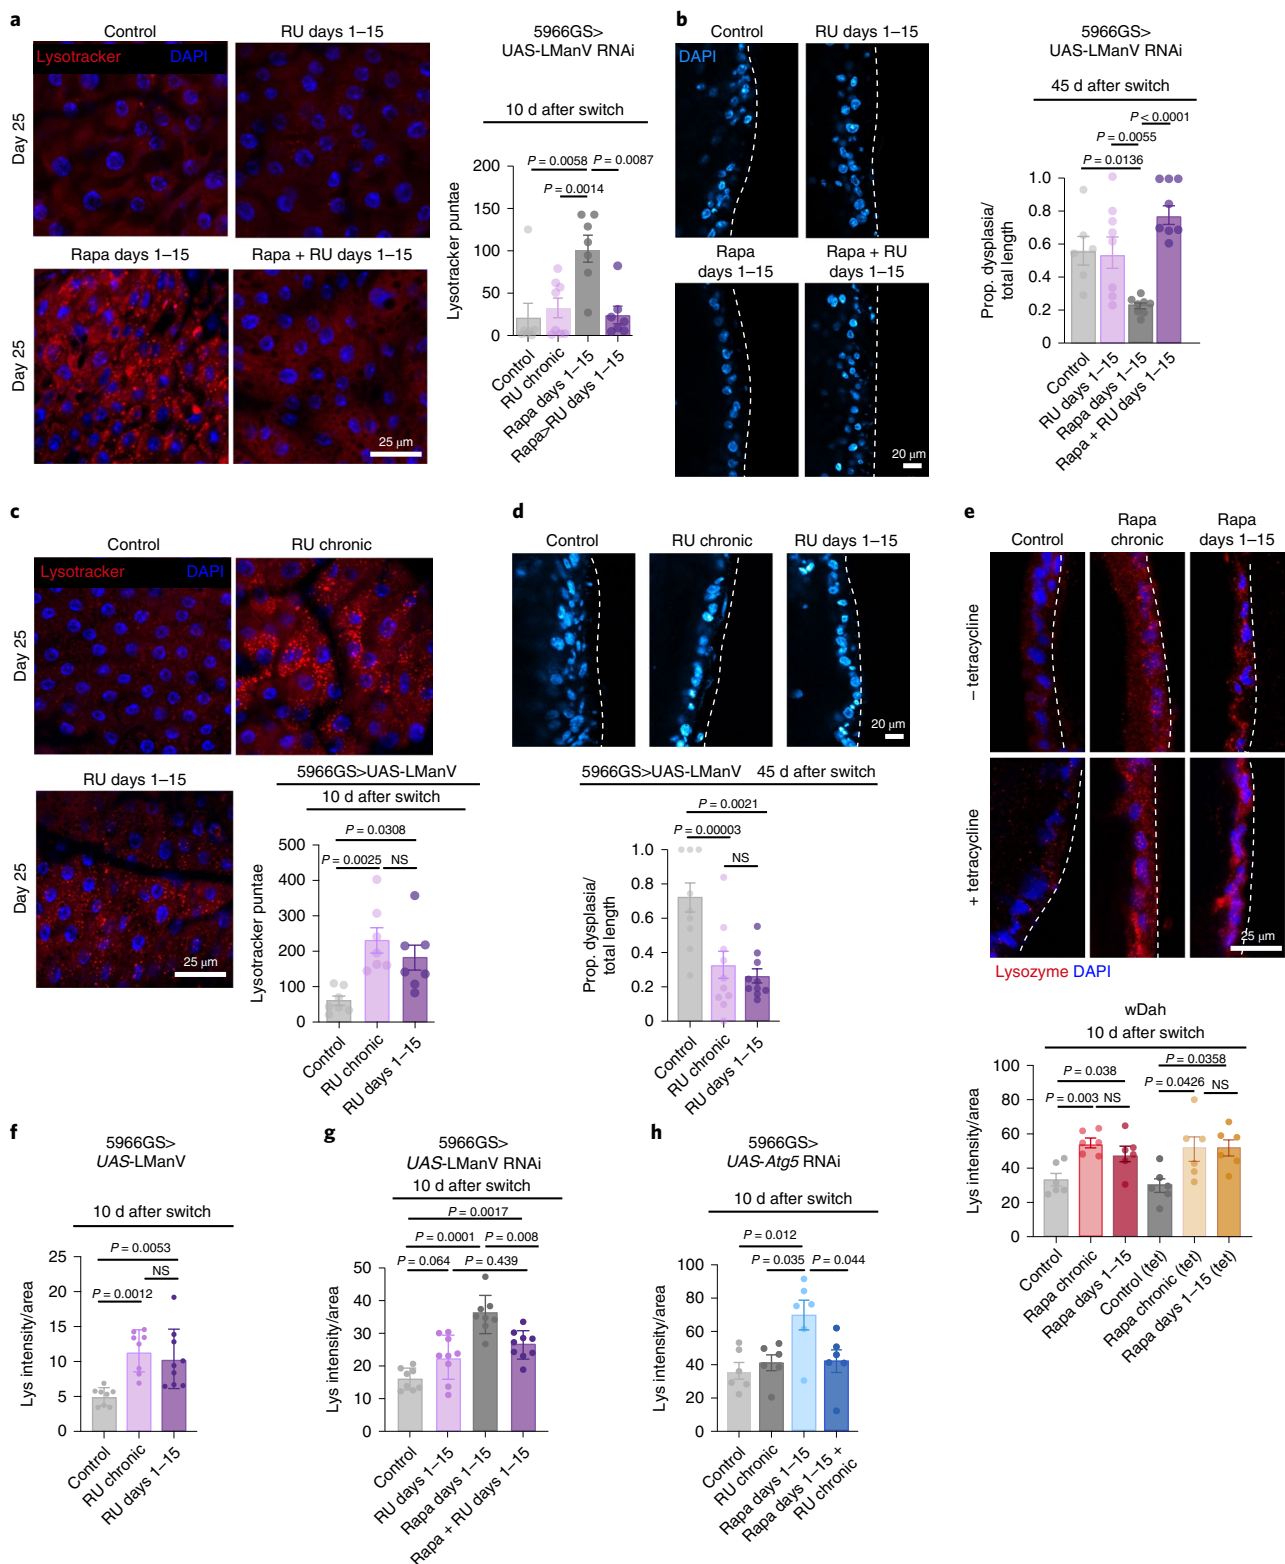 a
Control
RU days 1–15
Lysotracker
DAPI
Day 25
Rapa days 1–15
Rapa + RU days 1–15
Day 25
25 μm
5966GS>
UAS-LManV RNAi
10 d after switch
P = 0.0058
P = 0.0087
P = 0.0014
Lysotracker puntae
200
150
100
50
0
Control
RU chronic
Rapa days 1–15
Rapa>RU days 1–15
b
Control
RU days 1–15
DAPI
Rapa
days 1–15
Rapa + RU
days 1–15
20 μm
5966GS>
UAS-LManV RNAi
45 d after switch
P < 0.0001
P = 0.0055
P = 0.0136
Prop. dysplasia/
total length
1.0
0.8
0.6
0.4
0.2
0
Control
RU days 1–15
Rapa days 1–15
Rapa + RU days 1–15
c
Control
RU chronic
Lysotracker
DAPI
Day 25
RU days 1–15
Day 25
25 μm
5966GS>UAS-LManV
10 d after switch
P = 0.0308
P = 0.0025
NS
Lysotracker puntae
500
400
300
200
100
0
Control
RU chronic
RU days 1–15
d
Control
RU chronic
RU days 1–15
20 μm
5966GS>UAS-LManV
45 d after switch
P = 0.0021
P = 0.00003
NS
Prop. dysplasia/
total length
1.0
0.8
0.6
0.4
0.2
0
Control
RU chronic
RU days 1–15
e
Control
Rapa
chronic
Rapa
days 1–15
– tetracycline
+ tetracycline
25 μm
Lysozyme DAPI
wDah
10 d after switch
P = 0.0358
P = 0.038
P = 0.0426
NS
P = 0.003
NS
Lys intensity/area
100
80
60
40
20
0
Control
Rapa chronic
Rapa days 1–15
Control (tet)
Rapa chronic (tet)
Rapa days 1–15 (tet)
f
5966GS>
UAS-LManV
10 d after switch
P = 0.0053
NS
P = 0.0012
Lys intensity/area
25
20
15
10
5
0
Control
RU chronic
RU days 1–15
g
5966GS>
UAS-LManV RNAi
10 d after switch
P = 0.0017
P = 0.0001
P = 0.008
P = 0.064
P = 0.439
Lys intensity/area
50
40
30
20
10
0
Control
RU days 1–15
Rapa days 1–15
Rapa + RU days 1–15
h
5966GS>
UAS-Atg5 RNAi
10 d after switch
P = 0.012
P = 0.035
P = 0.044
Lys intensity/area
100
80
60
40
20
0
Control
RU chronic
Rapa days 1–15
Rapa days 1–15 +
RU chronic